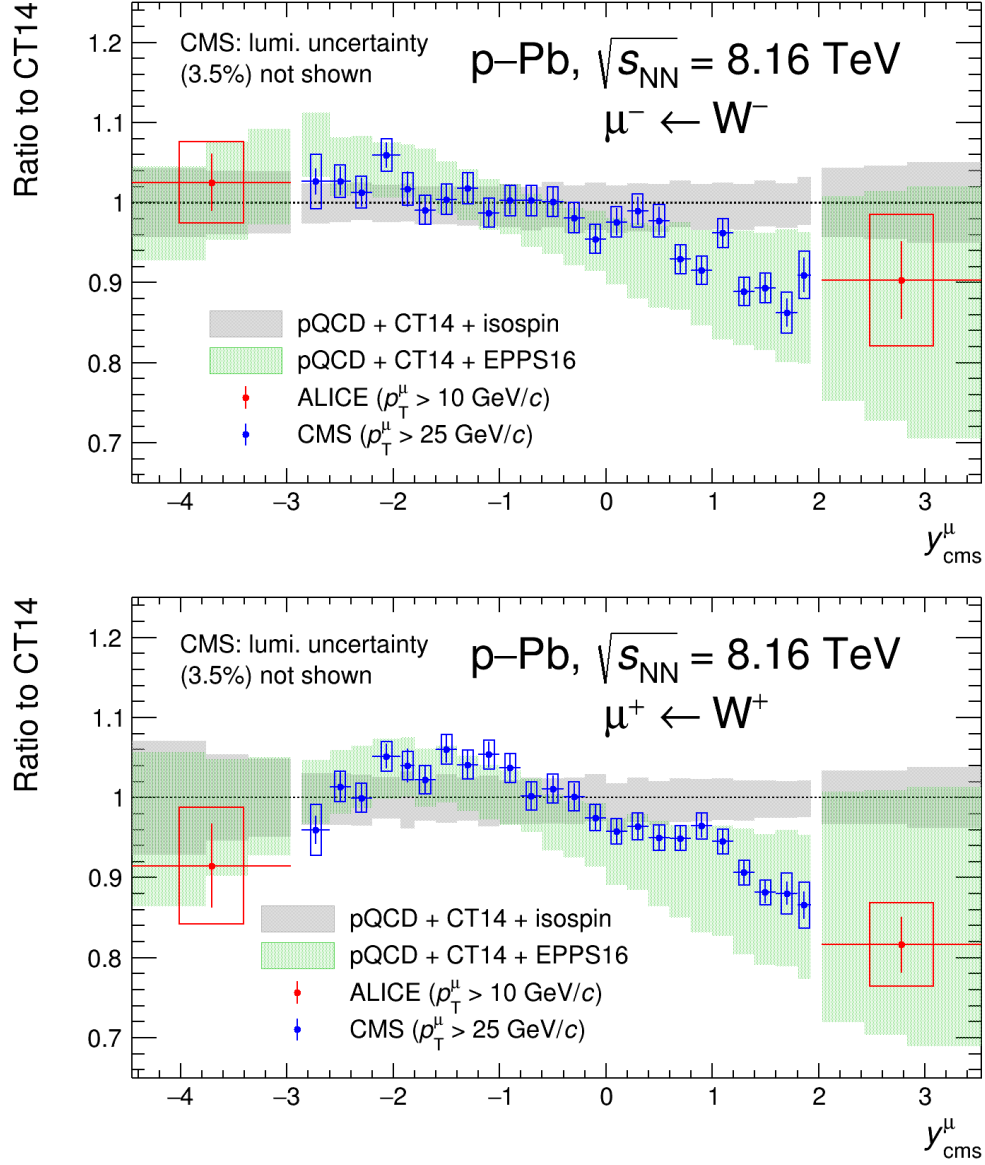 Ratio to CT14
1.2
1.1
1
0.9
0.8
0.7
CMS: lumi. uncertainty
(3.5%) not shown
p–Pb, √sNN = 8.16 TeV
μ− ← W−
pQCD + CT14 + isospin
pQCD + CT14 + EPPS16
ALICE (pTμ > 10 GeV/c)
CMS (pTμ > 25 GeV/c)
−4 −3 −2 −1 0 1 2 3
yμcms
Ratio to CT14
1.2
1.1
1
0.9
0.8
0.7
CMS: lumi. uncertainty
(3.5%) not shown
p–Pb, √sNN = 8.16 TeV
μ+ ← W+
pQCD + CT14 + isospin
pQCD + CT14 + EPPS16
ALICE (pTμ > 10 GeV/c)
CMS (pTμ > 25 GeV/c)
−4 −3 −2 −1 0 1 2 3
yμcms